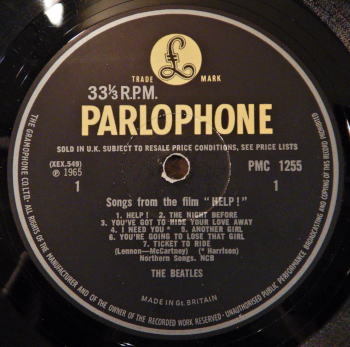 TRADE MARK
33⅓ R.P.M.
PARLOPHONE
SOLD IN U.K. SUBJECT TO RESALE PRICE CONDITIONS, SEE PRICE LISTS
(XEX.549)
℗ 1965
1
PMC 1255
1
Songs from the film "HELP!"
1. HELP! 2. THE NIGHT BEFORE
3. YOU'VE GOT TO HIDE YOUR LOVE AWAY
4. I NEED YOU * 5. ANOTHER GIRL
6. YOU'RE GOING TO LOSE THAT GIRL
7. TICKET TO RIDE
(Lennon—McCartney) (* Harrison)
Northern Songs. NCB
THE BEATLES
MADE IN Gt. BRITAIN
THE GRAMOPHONE CO. LTD. ALL RIGHTS OF THE MANUFACTURER AND OF THE OWNER OF THE RECORDED WORK RESERVED. UNAUTHORISED PUBLIC PERFORMANCE BROADCASTING AND COPYING OF THIS RECORD PROHIBITED